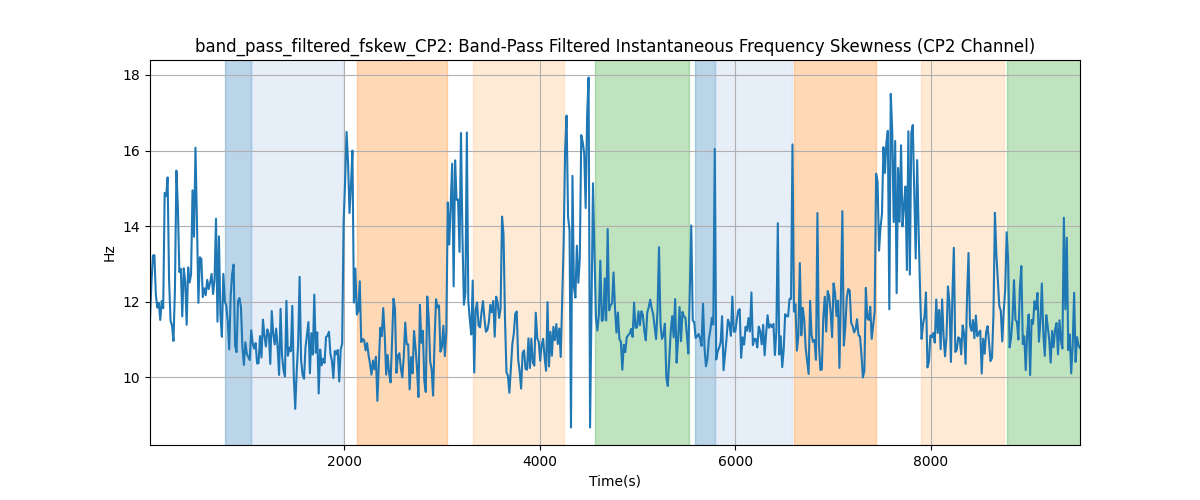 band_pass_filtered_fskew_CP2: Band-Pass Filtered Instantaneous Frequency Skewness (CP2 Channel)
18
16
14
12
10
Hz
2000 4000 6000 8000
Time(s)